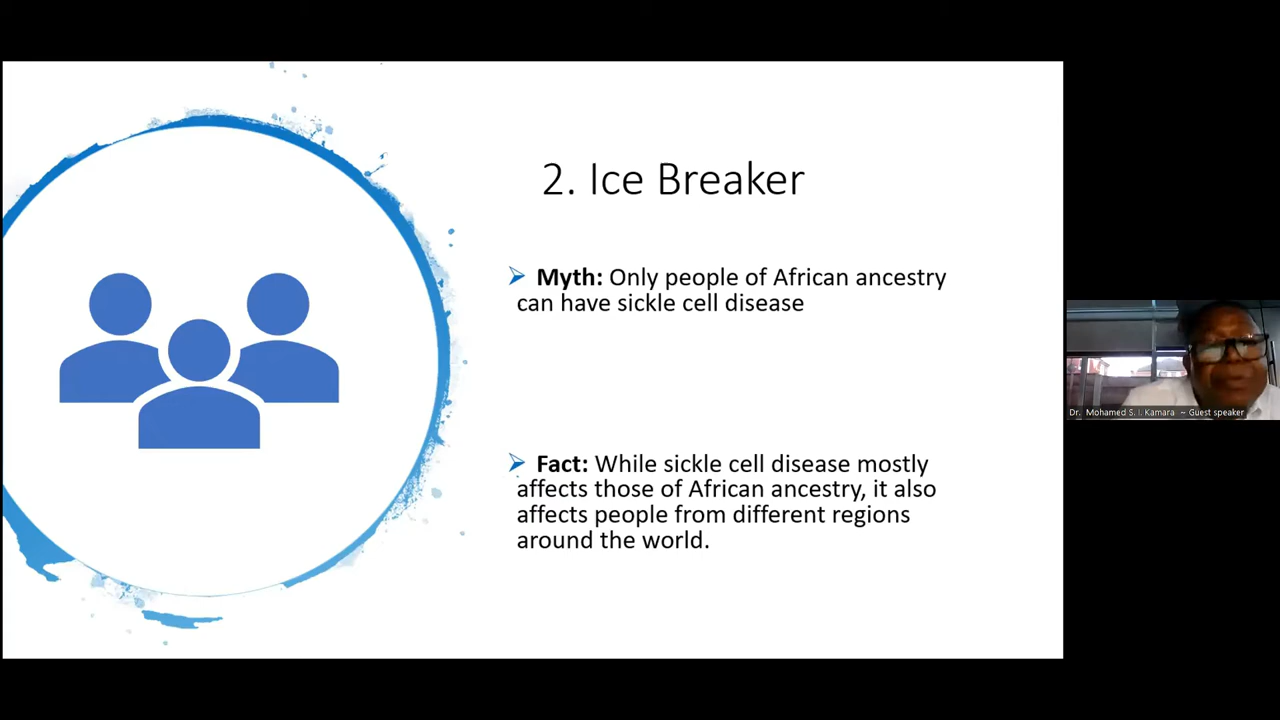 2. Ice Breaker
➢ Myth: Only people of African ancestry
can have sickle cell disease
➢ Fact: While sickle cell disease mostly
affects those of African ancestry, it also
affects people from different regions
around the world.
Dr. Mohamed S. I. Kamara – Guest speaker